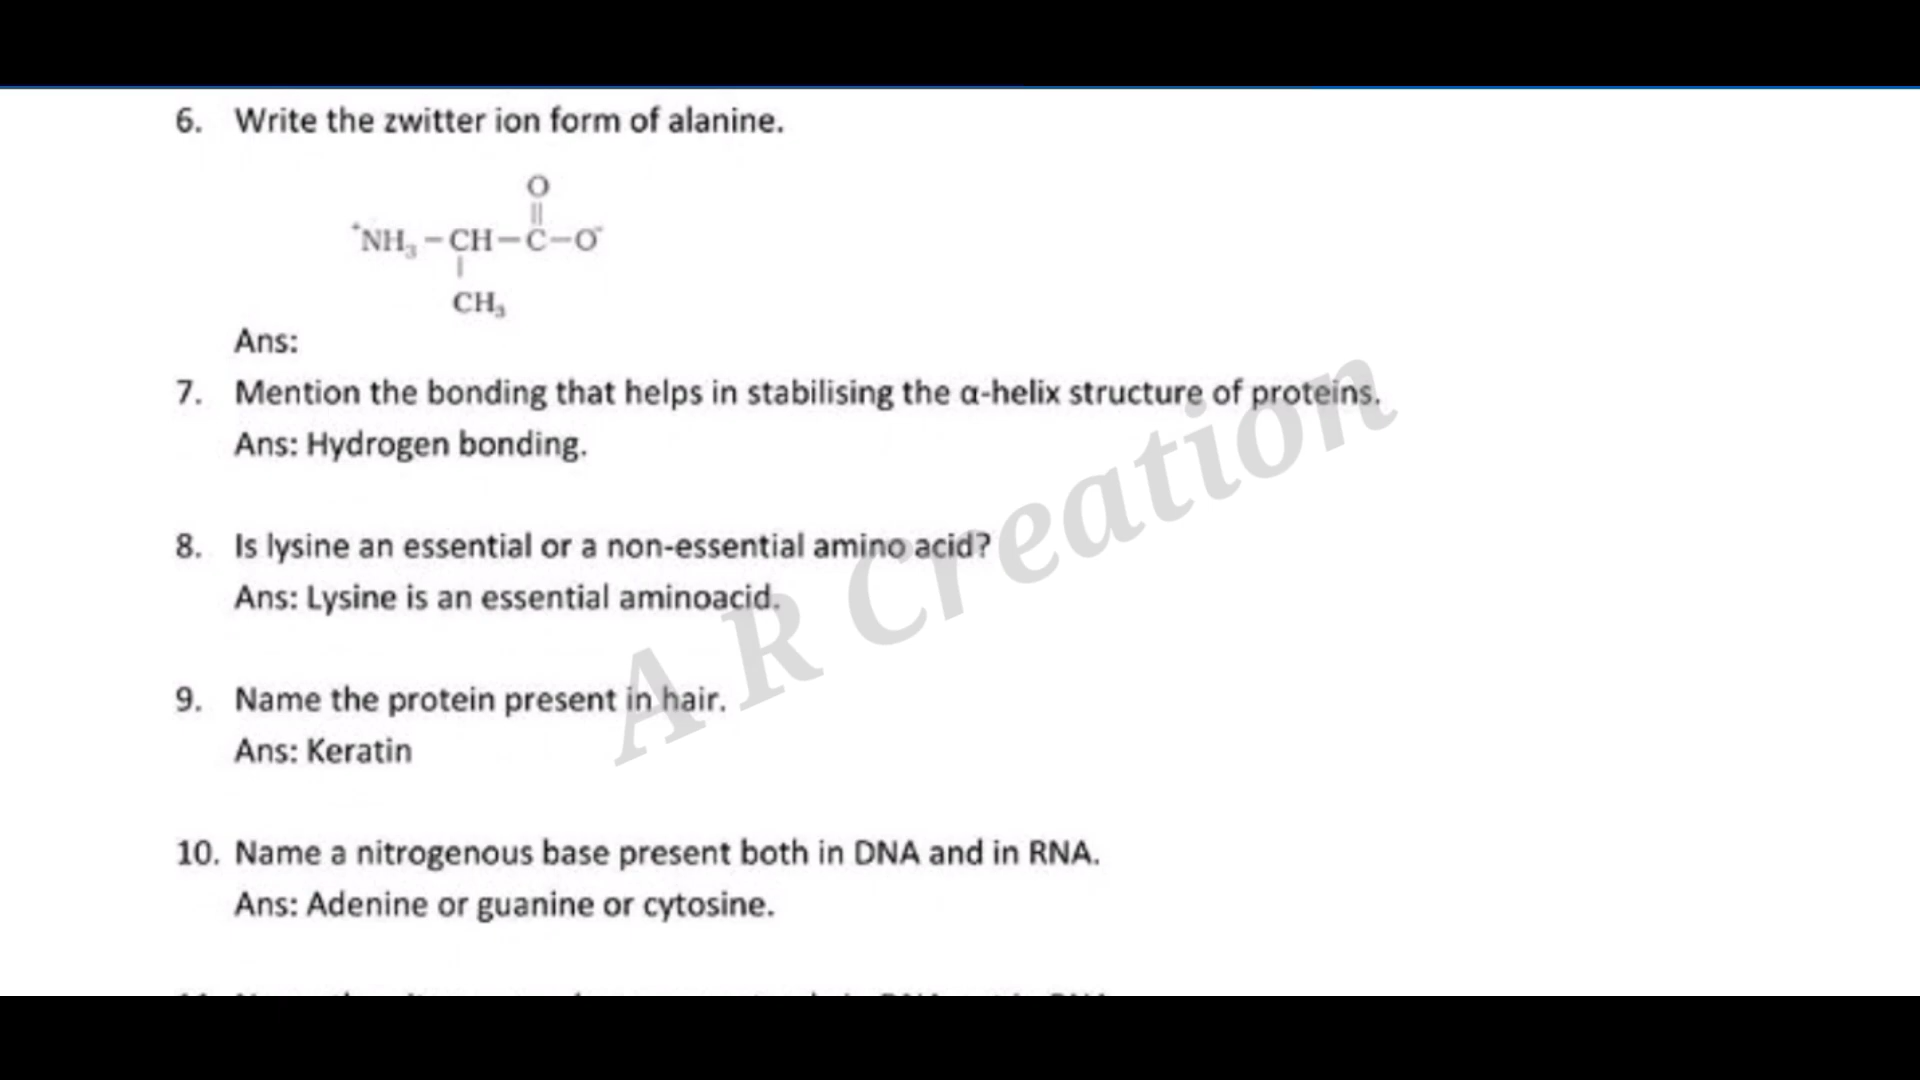 6. Write the zwitter ion form of alanine.
O
||
⁺NH₃ – CH – C – O⁻
|
CH₃
Ans:
7. Mention the bonding that helps in stabilising the α-helix structure of proteins.
Ans: Hydrogen bonding.
8. Is lysine an essential or a non-essential amino acid?
Ans: Lysine is an essential aminoacid.
9. Name the protein present in hair.
Ans: Keratin
10. Name a nitrogenous base present both in DNA and in RNA.
Ans: Adenine or guanine or cytosine.
A R Creation